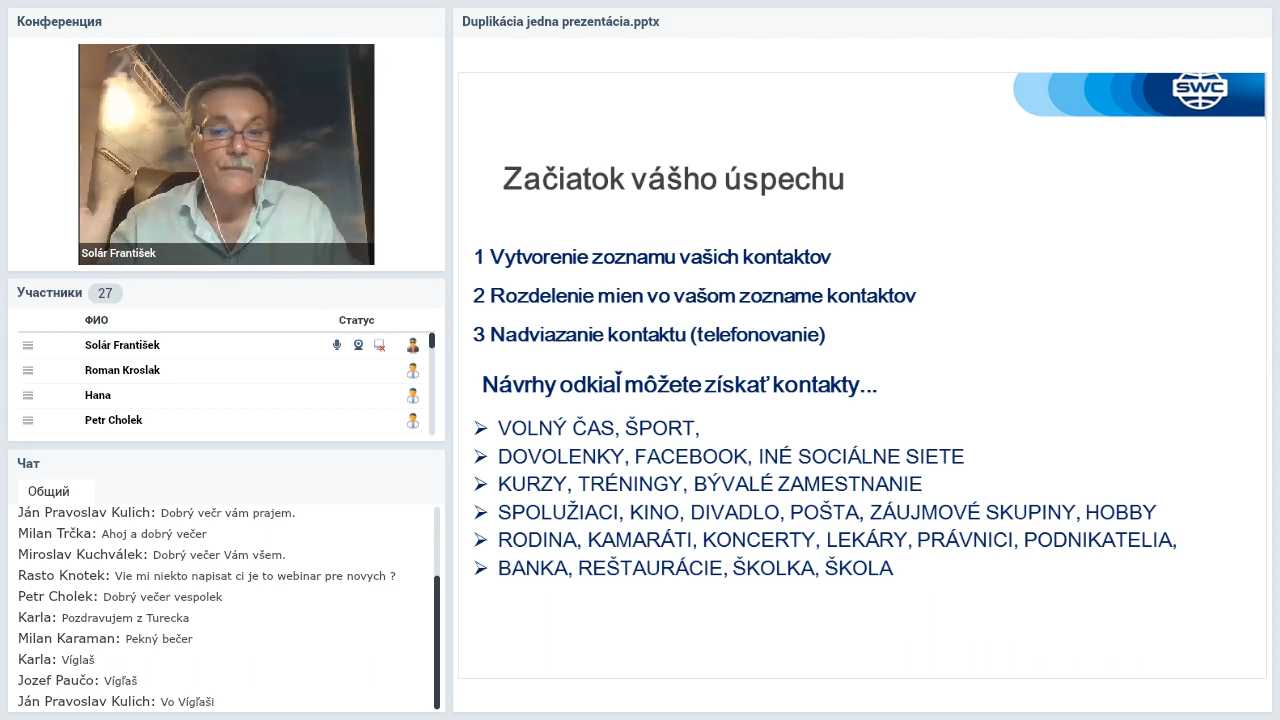 Конференция
Solár František
Участники 27
ФИО Статус
Solár František
Roman Kroslak
Hana
Petr Cholek
Чат
Общий
Ján Pravoslav Kulich: Dobrý večr vám prajem.
Milan Trčka: Ahoj a dobrý večer
Miroslav Kuchválek: Dobrý večer Vám všem.
Rasto Knotek: Vie mi niekto napisat ci je to webinar pre novych ?
Petr Cholek: Dobrý večer vespolek
Karla: Pozdravujem z Turecka
Milan Karaman: Pekný bečer
Karla: Víglaš
Jozef Paučo: Vígľaš
Ján Pravoslav Kulich: Vo Vígľaši
Duplikácia jedna prezentácia.pptx
SWC
Začiatok vášho úspechu
1 Vytvorenie zoznamu vašich kontaktov
2 Rozdelenie mien vo vašom zozname kontaktov
3 Nadviazanie kontaktu (telefonovanie)
Návrhy odkiaľ môžete získať kontakty...
➢ VOLNÝ ČAS, ŠPORT,
➢ DOVOLENKY, FACEBOOK, INÉ SOCIÁLNE SIETE
➢ KURZY, TRÉNINGY, BÝVALÉ ZAMESTNANIE
➢ SPOLUŽIACI, KINO, DIVADLO, POŠTA, ZÁUJMOVÉ SKUPINY, HOBBY
➢ RODINA, KAMARÁTI, KONCERTY, LEKÁRY, PRÁVNICI, PODNIKATELIA,
➢ BANKA, REŠTAURÁCIE, ŠKOLKA, ŠKOLA